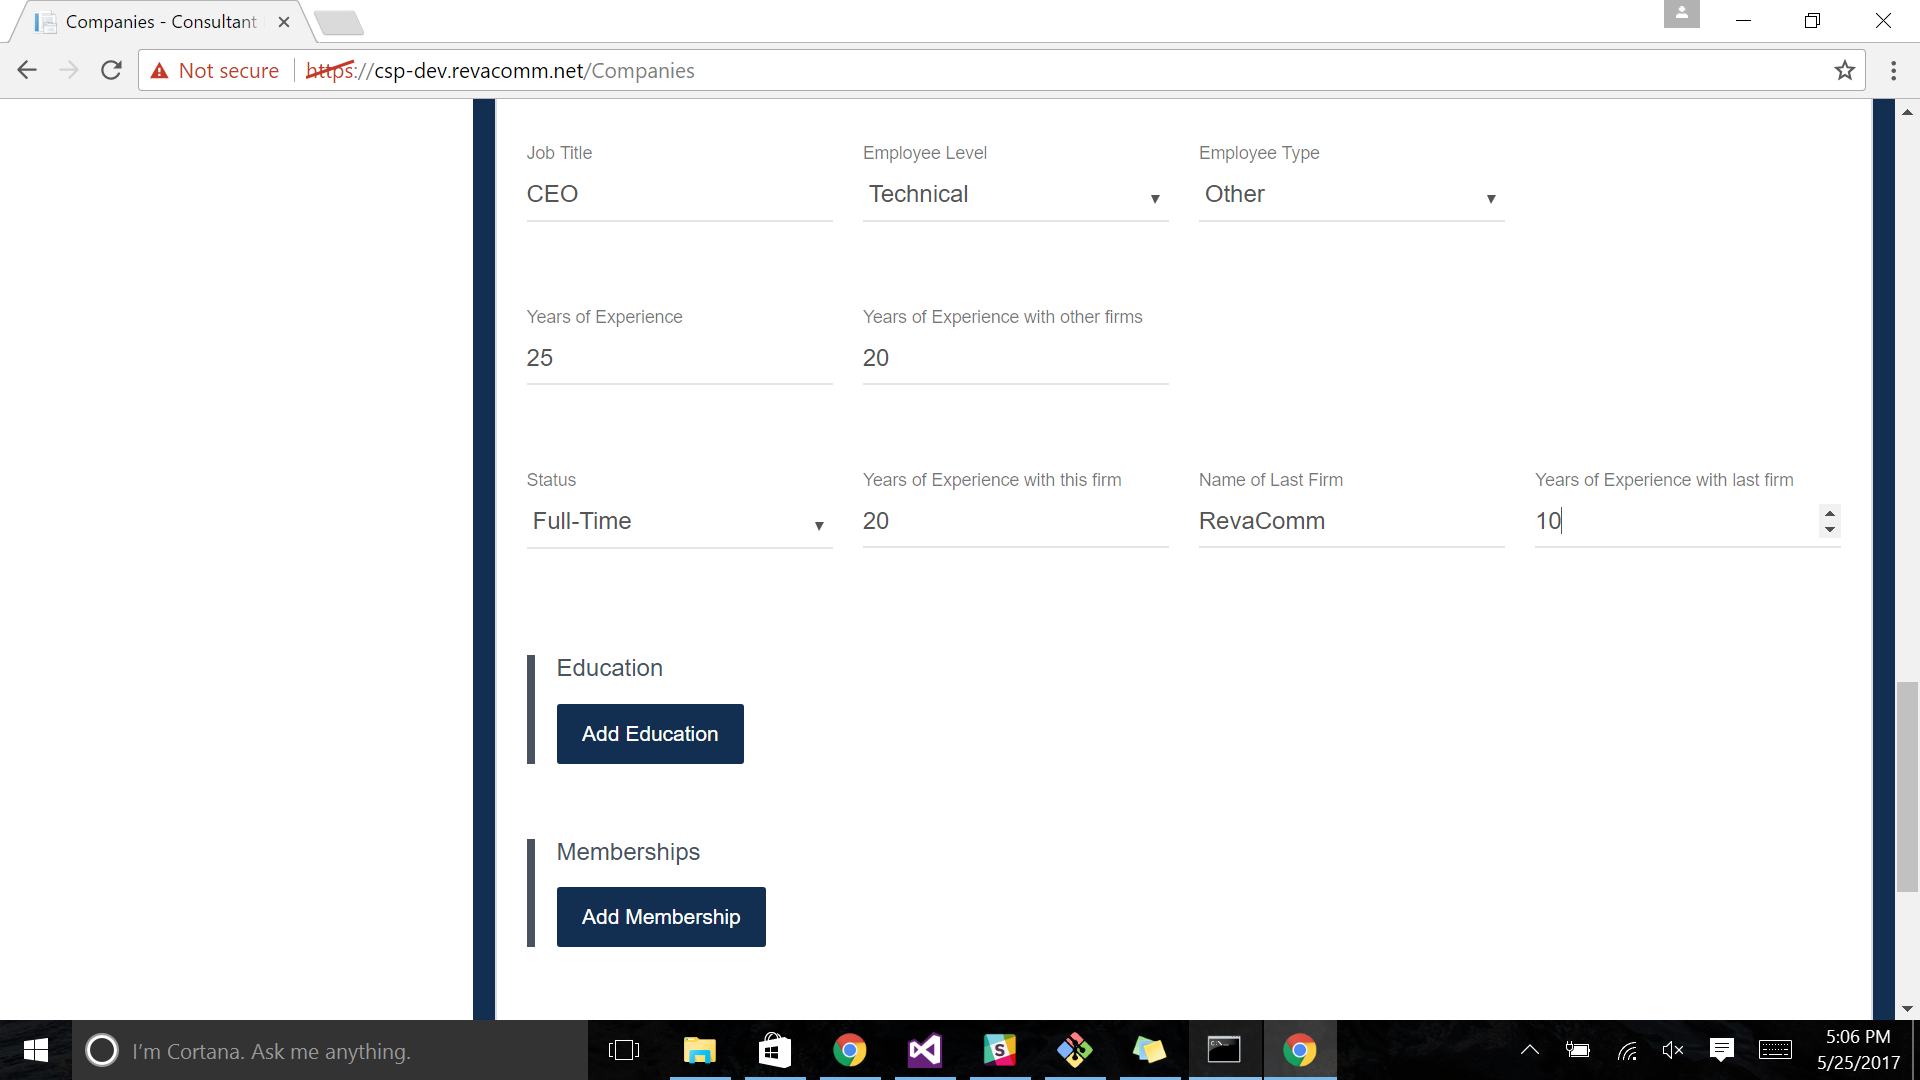 Companies - Consultant
Not secure https://csp-dev.revacomm.net/Companies
Job Title Employee Level Employee Type
CEO Technical Other
Years of Experience Years of Experience with other firms
25 20
Status Years of Experience with this firm Name of Last Firm Years of Experience with last firm
Full-Time 20 RevaComm 10
Education
Add Education
Memberships
Add Membership
I'm Cortana. Ask me anything.
5:06 PM
5/25/2017